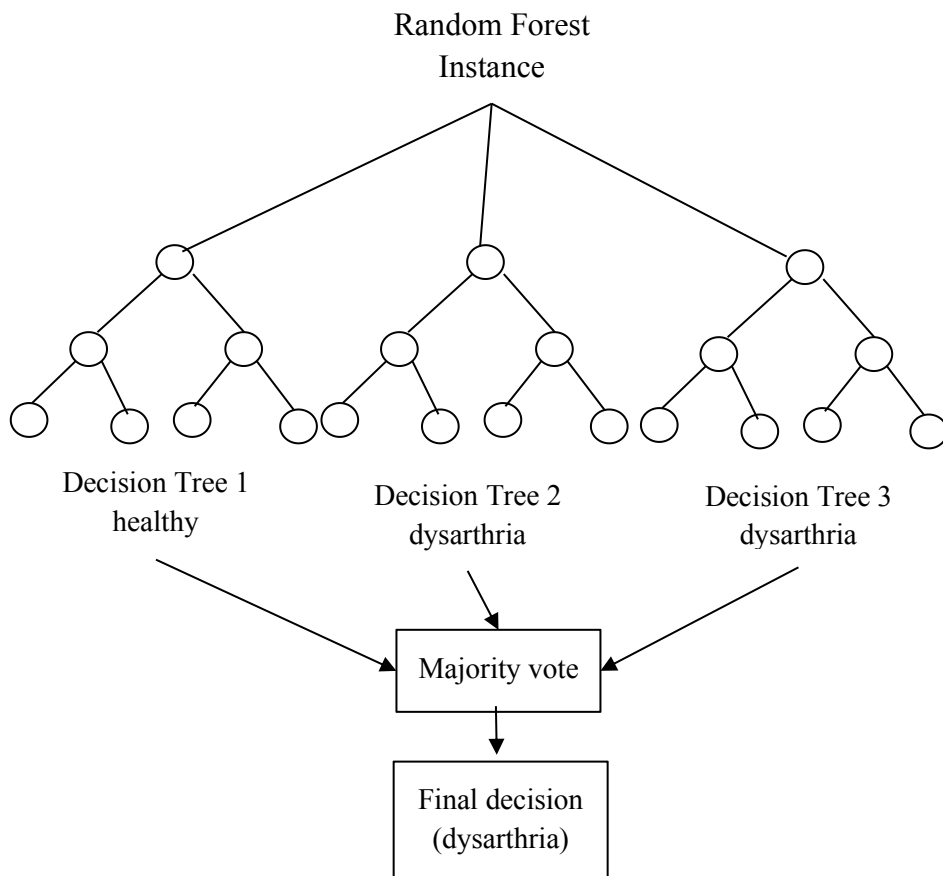 Random Forest
Instance
Decision Tree 1
healthy
Decision Tree 2
dysarthria
Decision Tree 3
dysarthria
Majority vote
Final decision
(dysarthria)